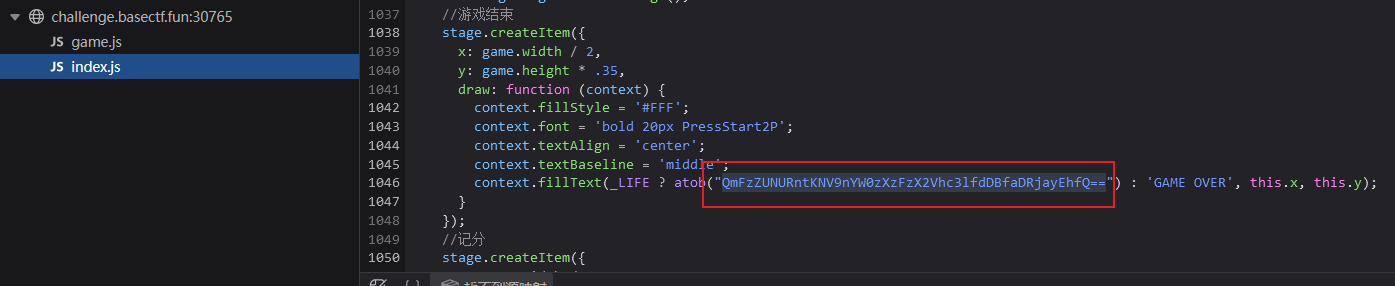 challenge.basectf.fun:30765
JS game.js
JS index.js
1037 //游戏结束
1038 stage.createItem({
1039 x: game.width / 2,
1040 y: game.height * .35,
1041 draw: function (context) {
1042 context.fillStyle = '#FFF';
1043 context.font = 'bold 20px PressStart2P';
1044 context.textAlign = 'center';
1045 context.textBaseline = 'middle';
1046 context.fillText(_LIFE ? atob("QmFzZUNURntKNV9nYW0zXzFzX2Vhc3lfdDBfaDRjayEhfQ==") : 'GAME OVER', this.x, this.y);
1047 }
1048 });
1049 //记分
1050 stage.createItem({